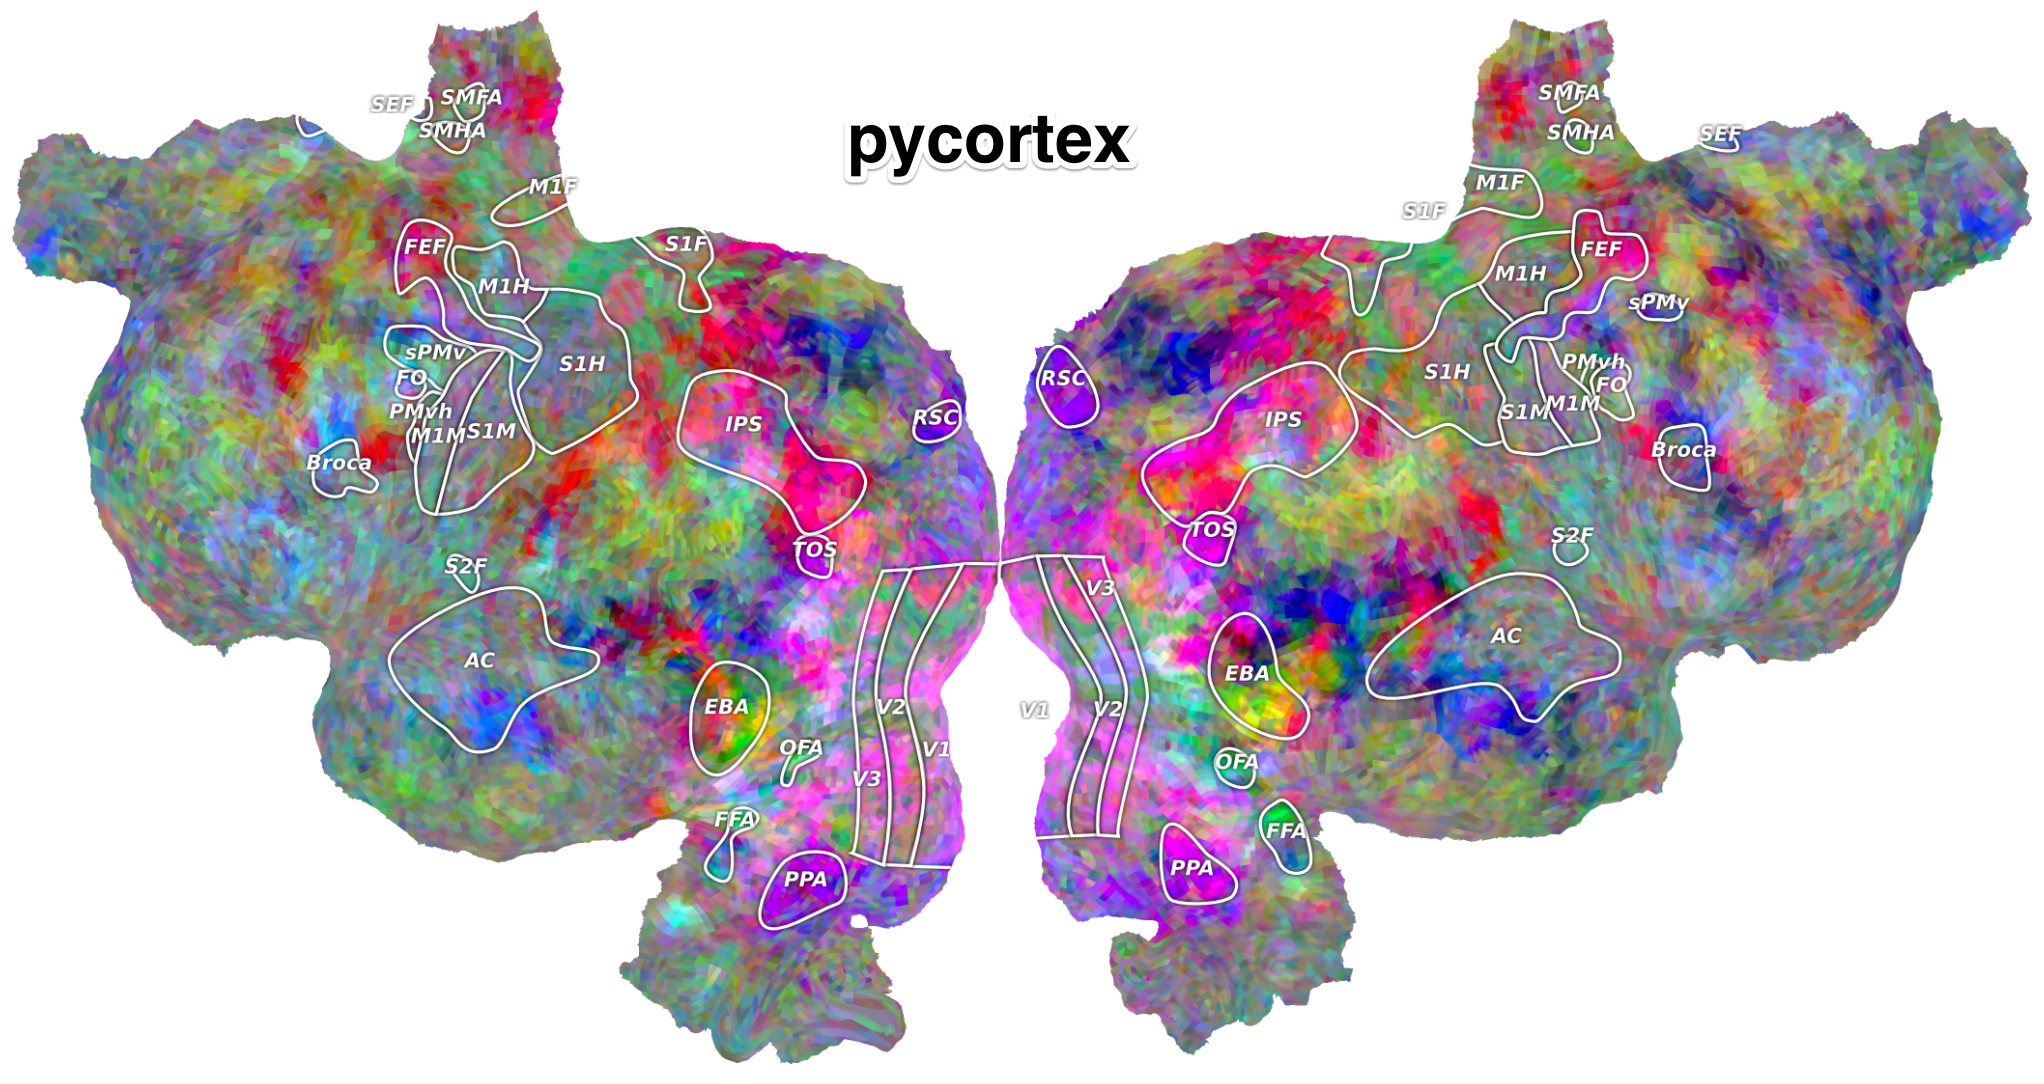 pycortex
SEF
SMFA
SMHA
M1F
FEF
M1H
S1F
S1H
sPMv
FO
PMvh
M1M
S1M
Broca
IPS
RSC
TOS
S2F
AC
EBA
OFA
FFA
PPA
V3
V2
V1
SMFA
SMHA
SEF
M1F
S1F
FEF
M1H
sPMv
RSC
S1H
PMvh
FO
S1M
M1M
IPS
Broca
TOS
S2F
V3
AC
EBA
V1
V2
OFA
FFA
PPA